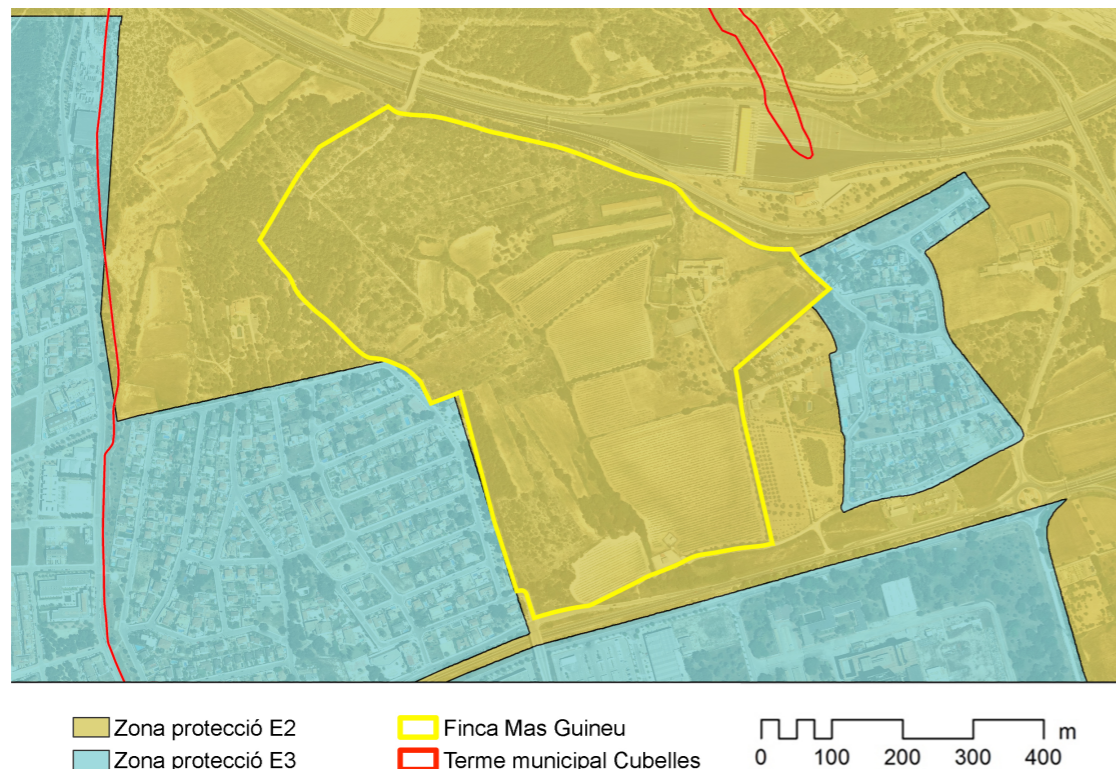 Zona protecció E2
Zona protecció E3
Finca Mas Guineu
Terme municipal Cubelles
m
0 100 200 300 400